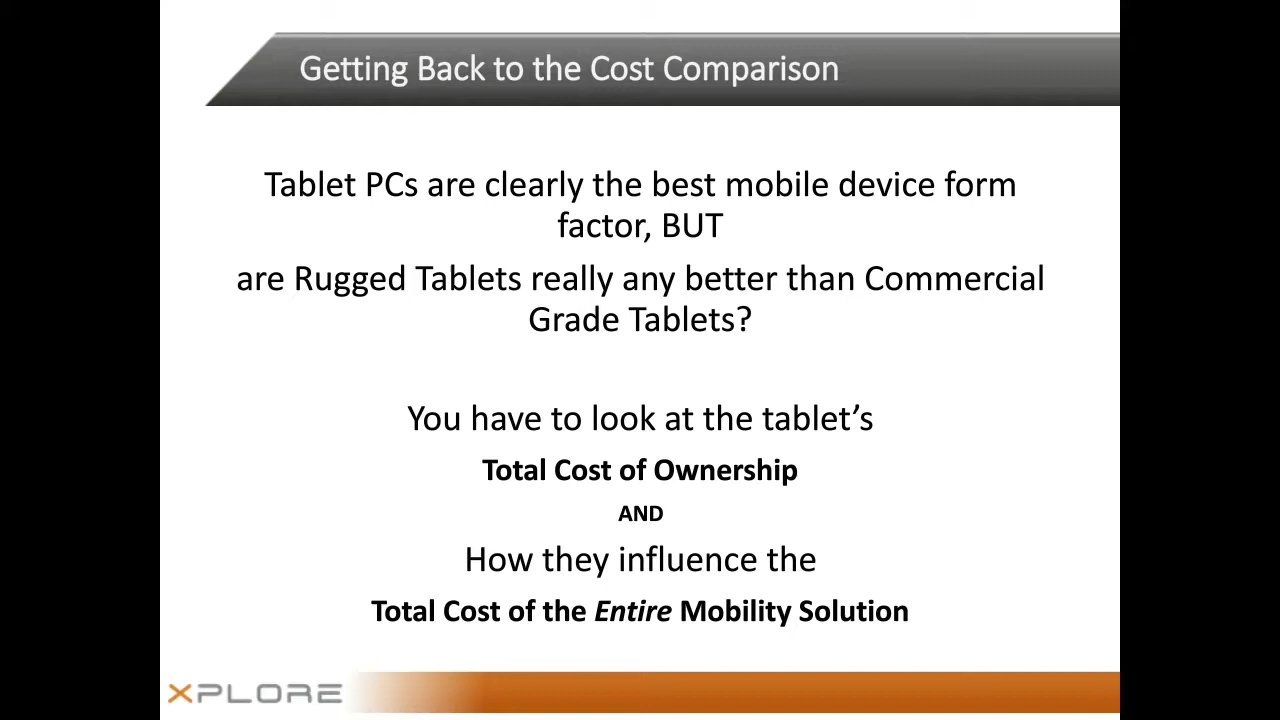 Getting Back to the Cost Comparison
Tablet PCs are clearly the best mobile device form
factor, BUT
are Rugged Tablets really any better than Commercial
Grade Tablets?
You have to look at the tablet’s
Total Cost of Ownership
AND
How they influence the
Total Cost of the Entire Mobility Solution
XPLORE